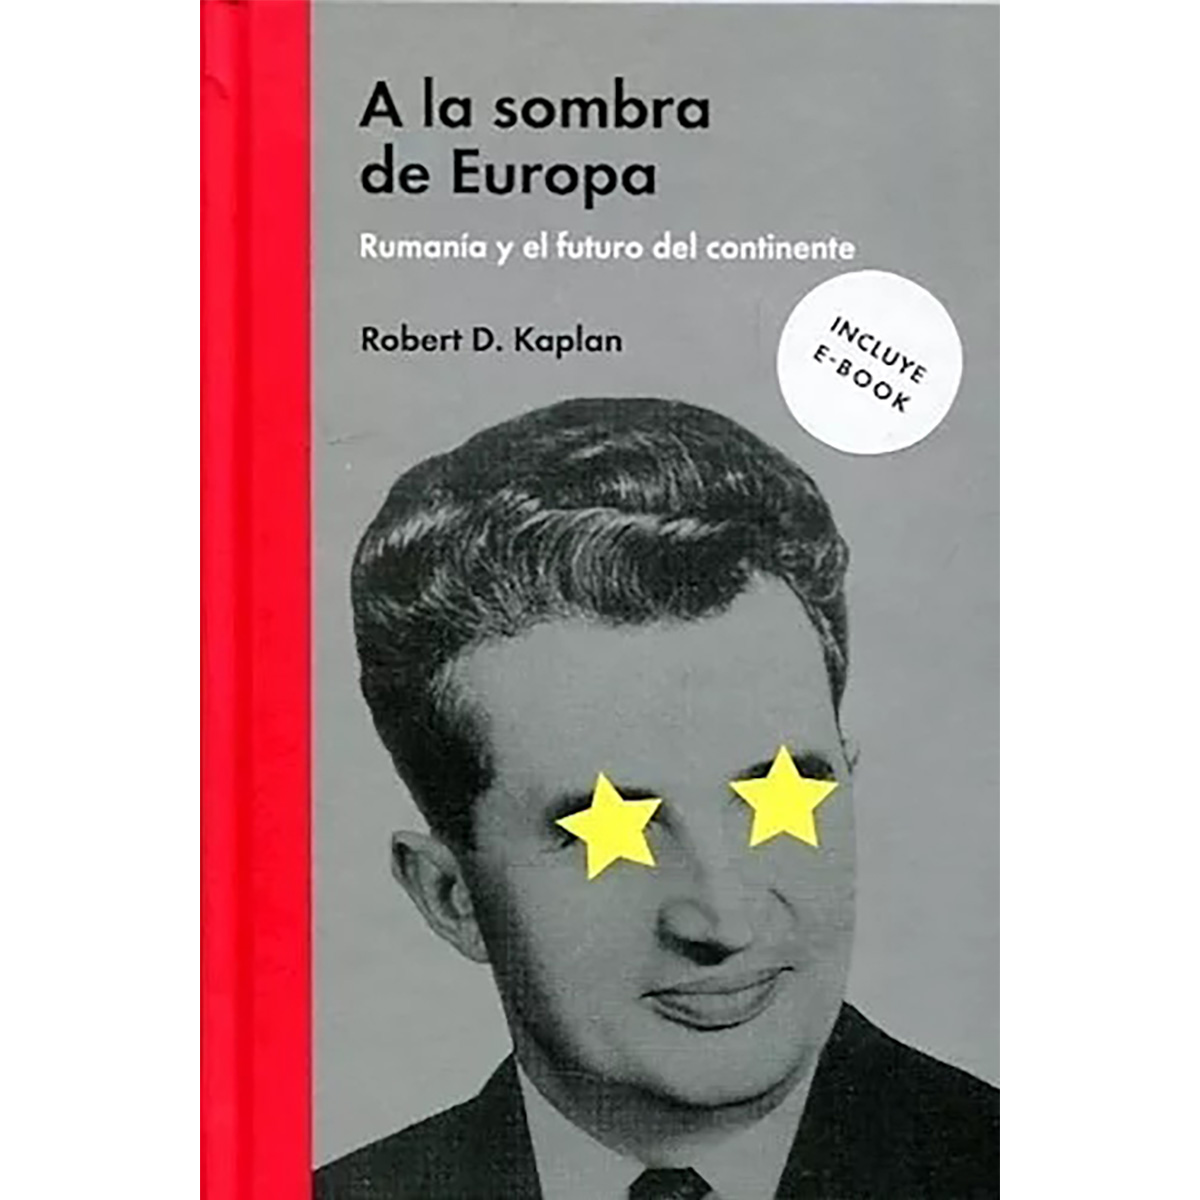 A la sombra
de Europa
Rumanía y el futuro del continente
Robert D. Kaplan
INCLUYE
E-BOOK